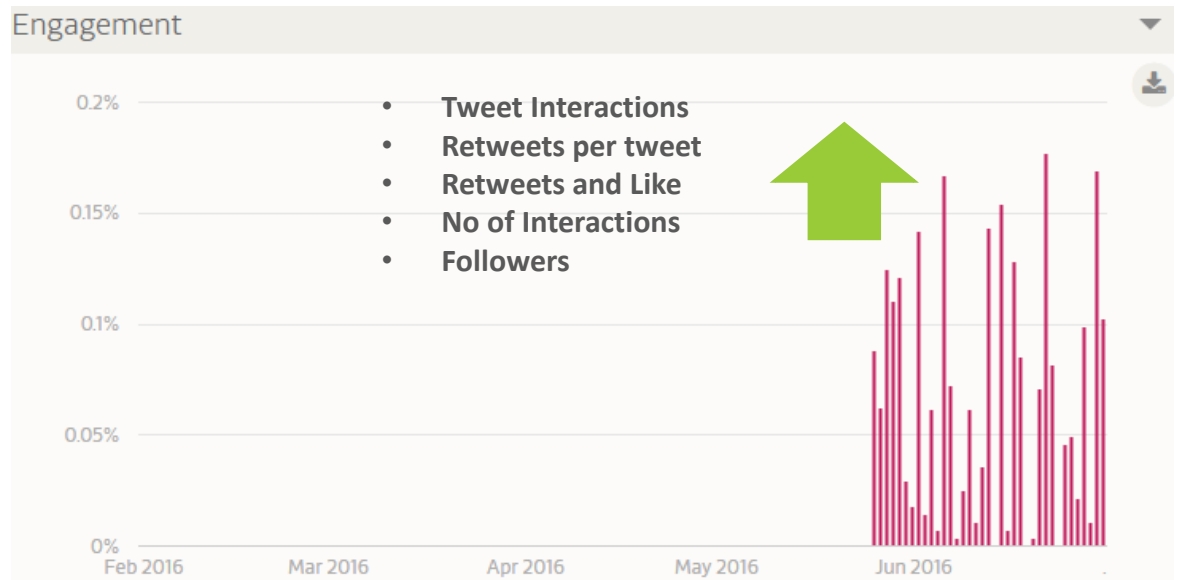 Engagement
0.2%
• Tweet Interactions
• Retweets per tweet
• Retweets and Like
0.15%
• No of Interactions
• Followers
0.1%
0.05%
0%
Feb 2016 Mar 2016 Apr 2016 May 2016 Jun 2016 .